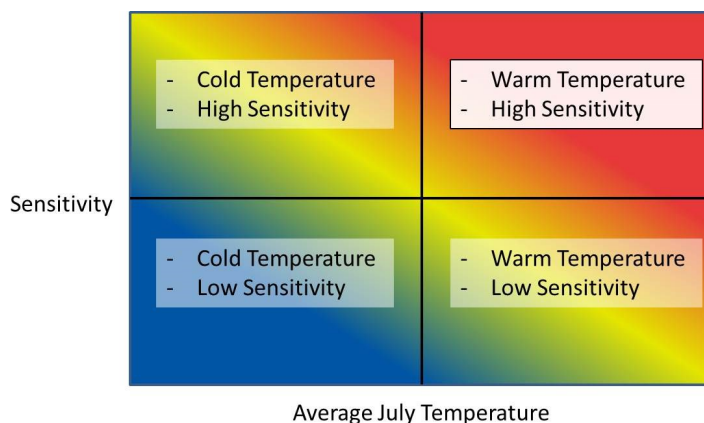 - Cold Temperature
- High Sensitivity
- Warm Temperature
- High Sensitivity
Sensitivity
- Cold Temperature
- Low Sensitivity
- Warm Temperature
- Low Sensitivity
Average July Temperature